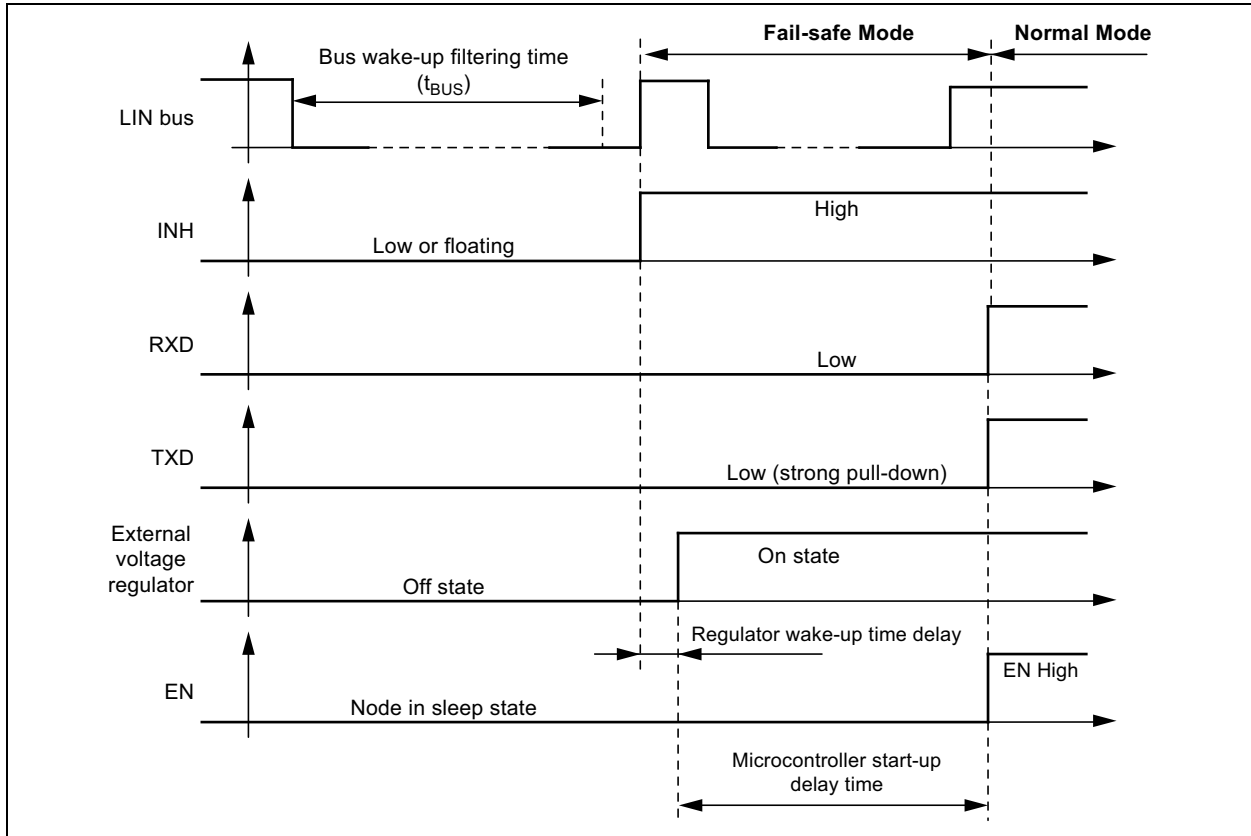 Fail-safe Mode
Normal Mode
Bus wake-up filtering time
(tBUS)
LIN bus
INH
High
Low or floating
RXD
Low
TXD
Low (strong pull-down)
External
voltage
regulator
On state
Off state
Regulator wake-up time delay
EN
EN High
Node in sleep state
Microcontroller start-up
delay time